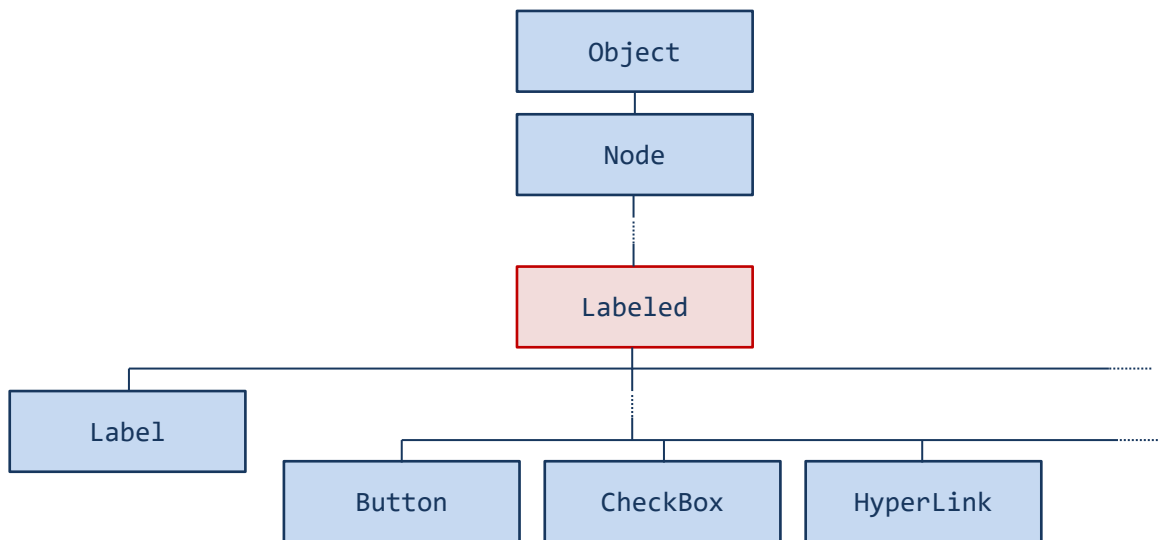 Object
Node
Labeled
Label
Button
CheckBox
HyperLink